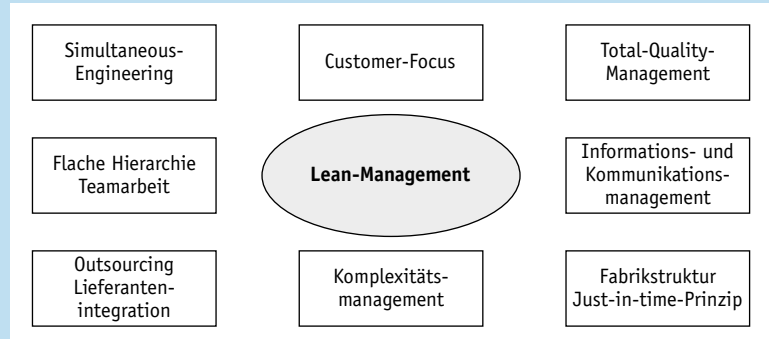 Simultaneous-
Engineering
Customer-Focus
Total-Quality-
Management
Flache Hierarchie
Teamarbeit
Lean-Management
Informations- und
Kommunikations-
management
Outsourcing
Lieferanten-
integration
Komplexitäts-
management
Fabrikstruktur
Just-in-time-Prinzip